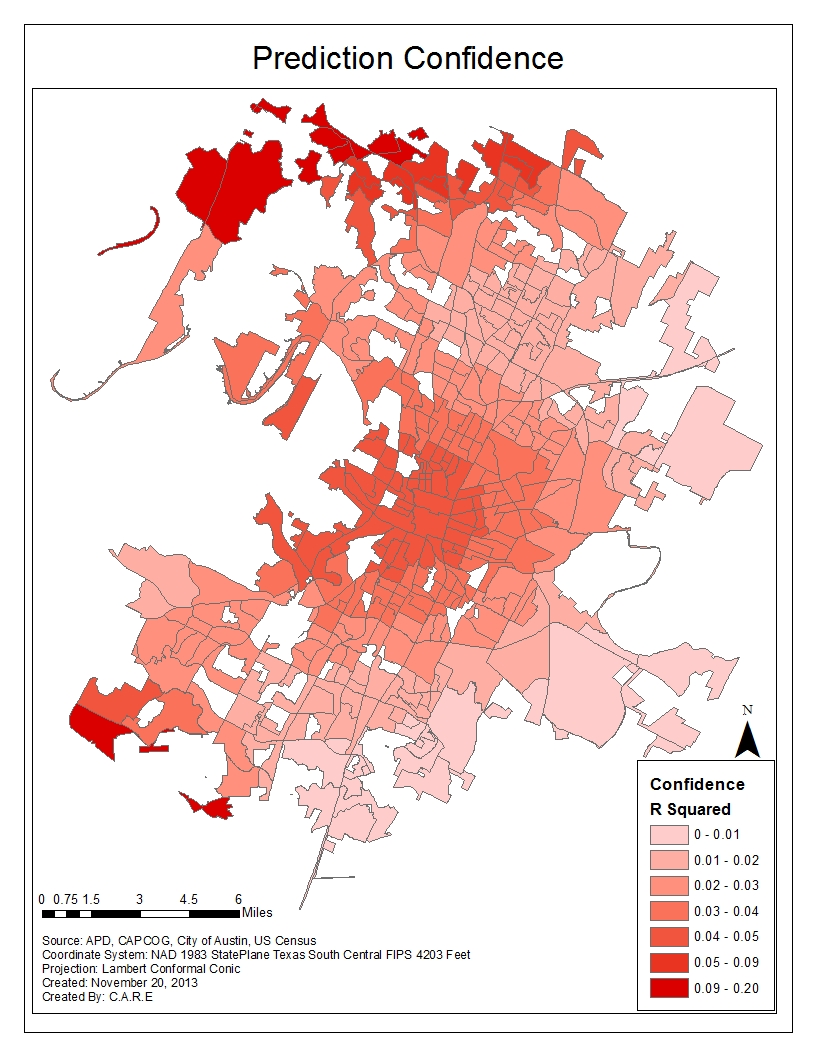 Prediction Confidence
N
Confidence
R Squared
0 - 0.01
0.01 - 0.02
0.02 - 0.03
0.03 - 0.04
0.04 - 0.05
0.05 - 0.09
0.09 - 0.20
0 0.75 1.5 3 4.5 6
Miles
Source: APD, CAPCOG, City of Austin, US Census
Coordinate System: NAD 1983 StatePlane Texas South Central FIPS 4203 Feet
Projection: Lambert Conformal Conic
Created: November 20, 2013
Created By: C.A.R.E